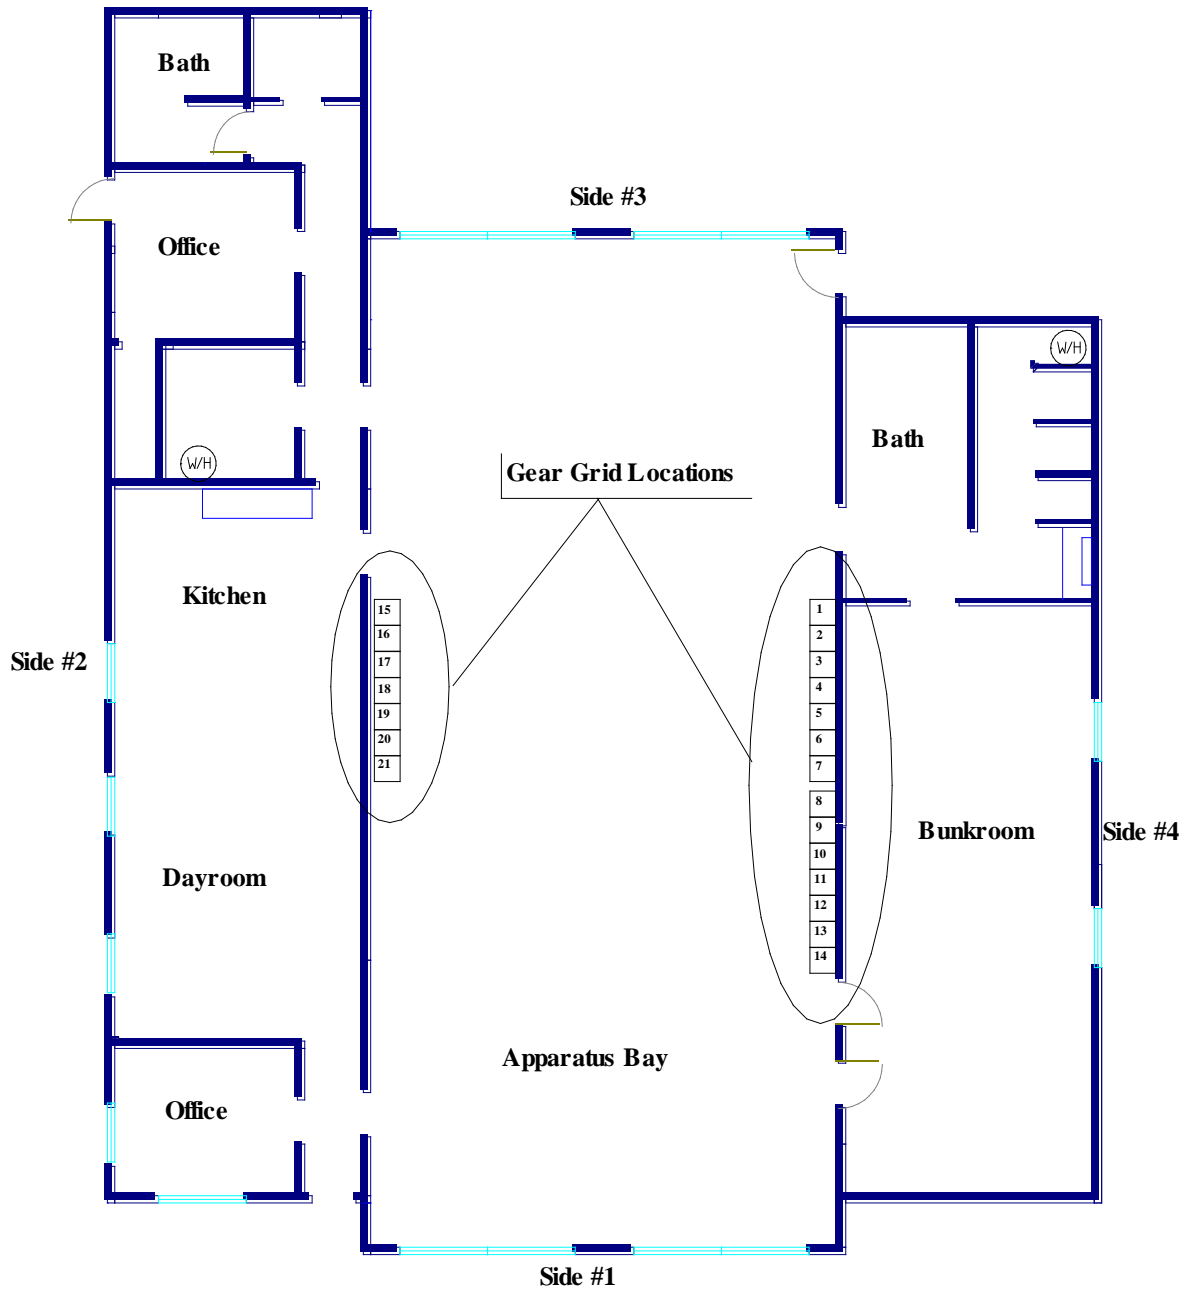 Bath
Side #3
Office
W/H
W/H
Bath
Gear Grid Locations
Kitchen
15
16
17
18
19
20
21
1
2
3
4
5
6
7
8
9
10
11
12
13
14
Side #2
Dayroom
Bunkroom
Side #4
Apparatus Bay
Office
Side #1